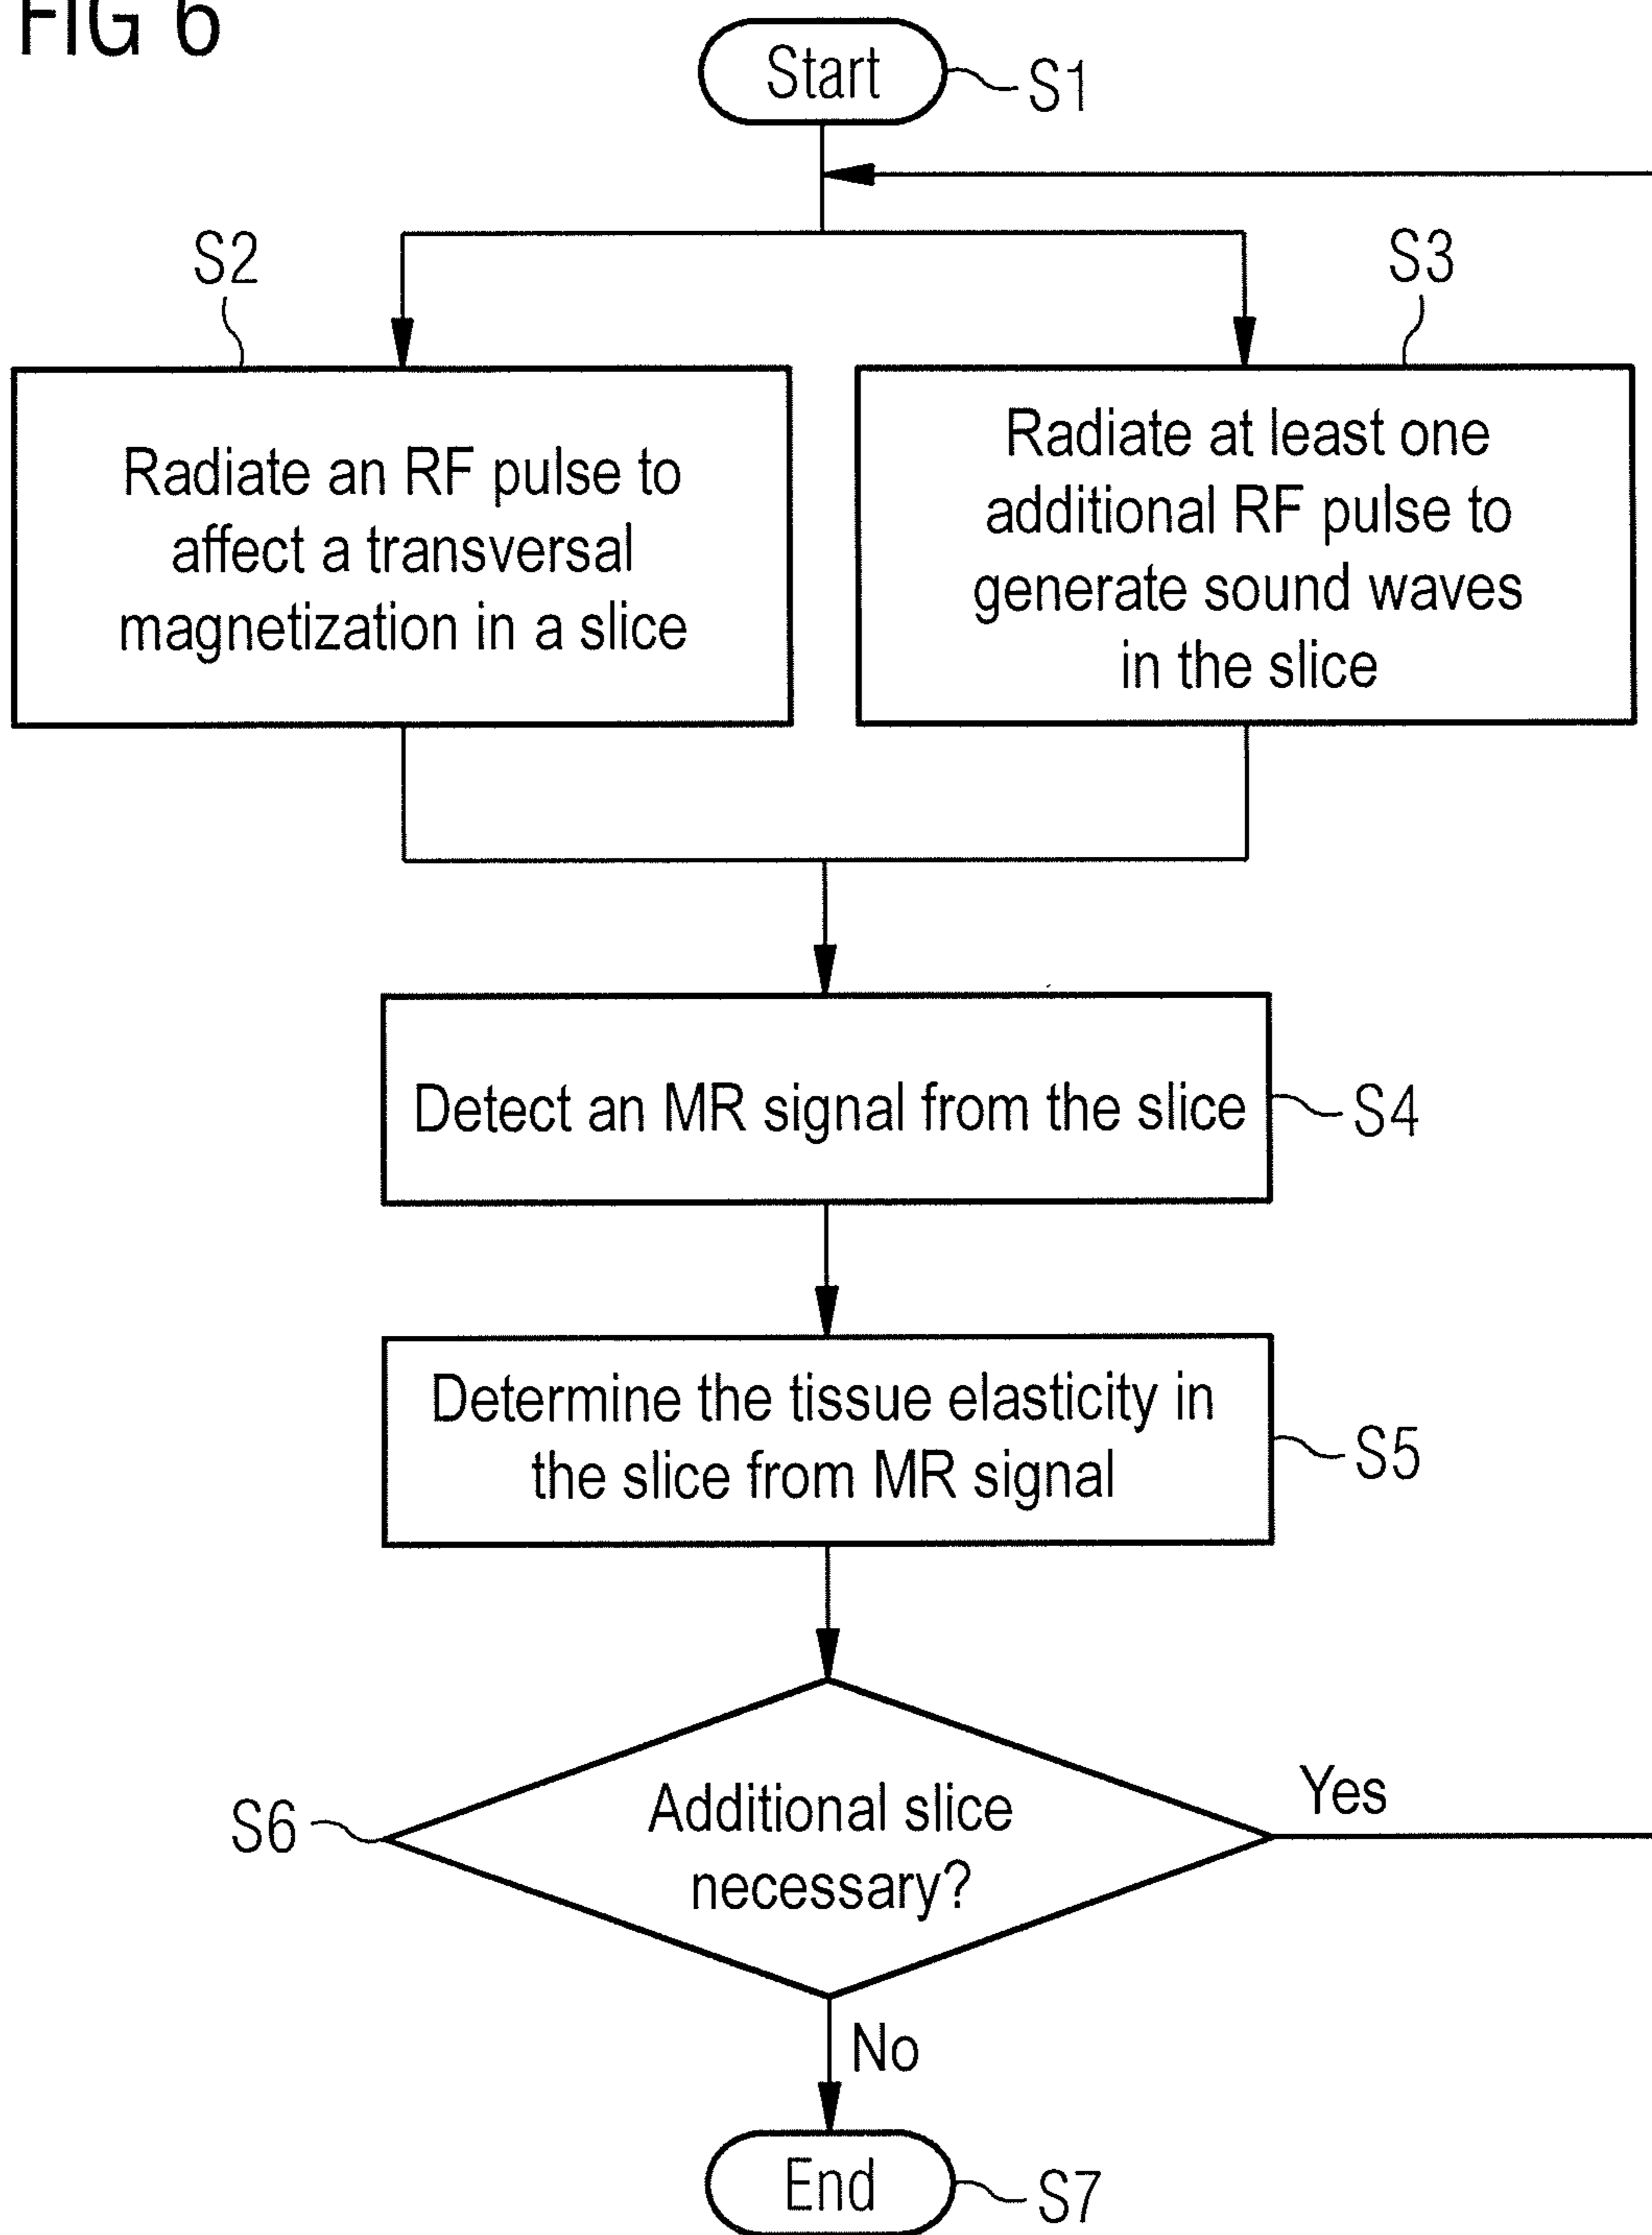 FIG 6
Start
S1
S2
S3
Radiate an RF pulse to
affect a transversal
magnetization in a slice
Radiate at least one
additional RF pulse to
generate sound waves
in the slice
Detect an MR signal from the slice
S4
Determine the tissue elasticity in
the slice from MR signal
S5
S6
Additional slice
necessary?
Yes
No
End
S7